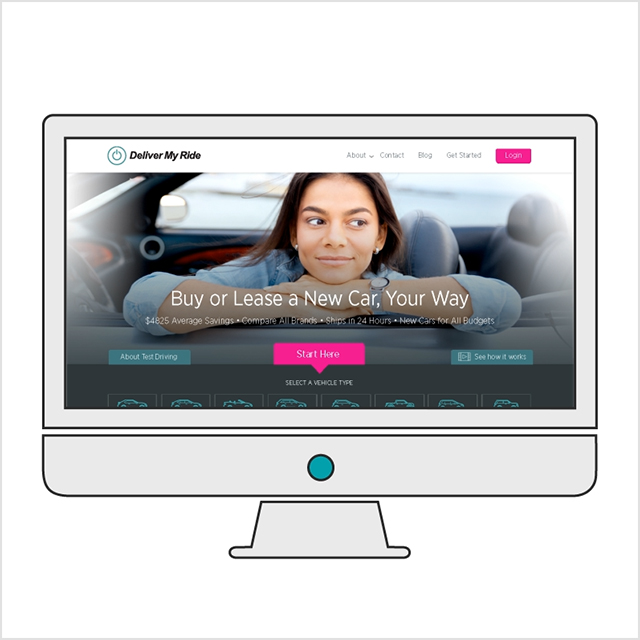 Deliver My Ride
About
Contact
Blog
Get Started
Login
Buy or Lease a New Car, Your Way
$4825 Average Savings • Compare All Brands • Ships in 24 Hours • New Cars for All Budgets
About Test Driving
Start Here
See how it works
SELECT A VEHICLE TYPE